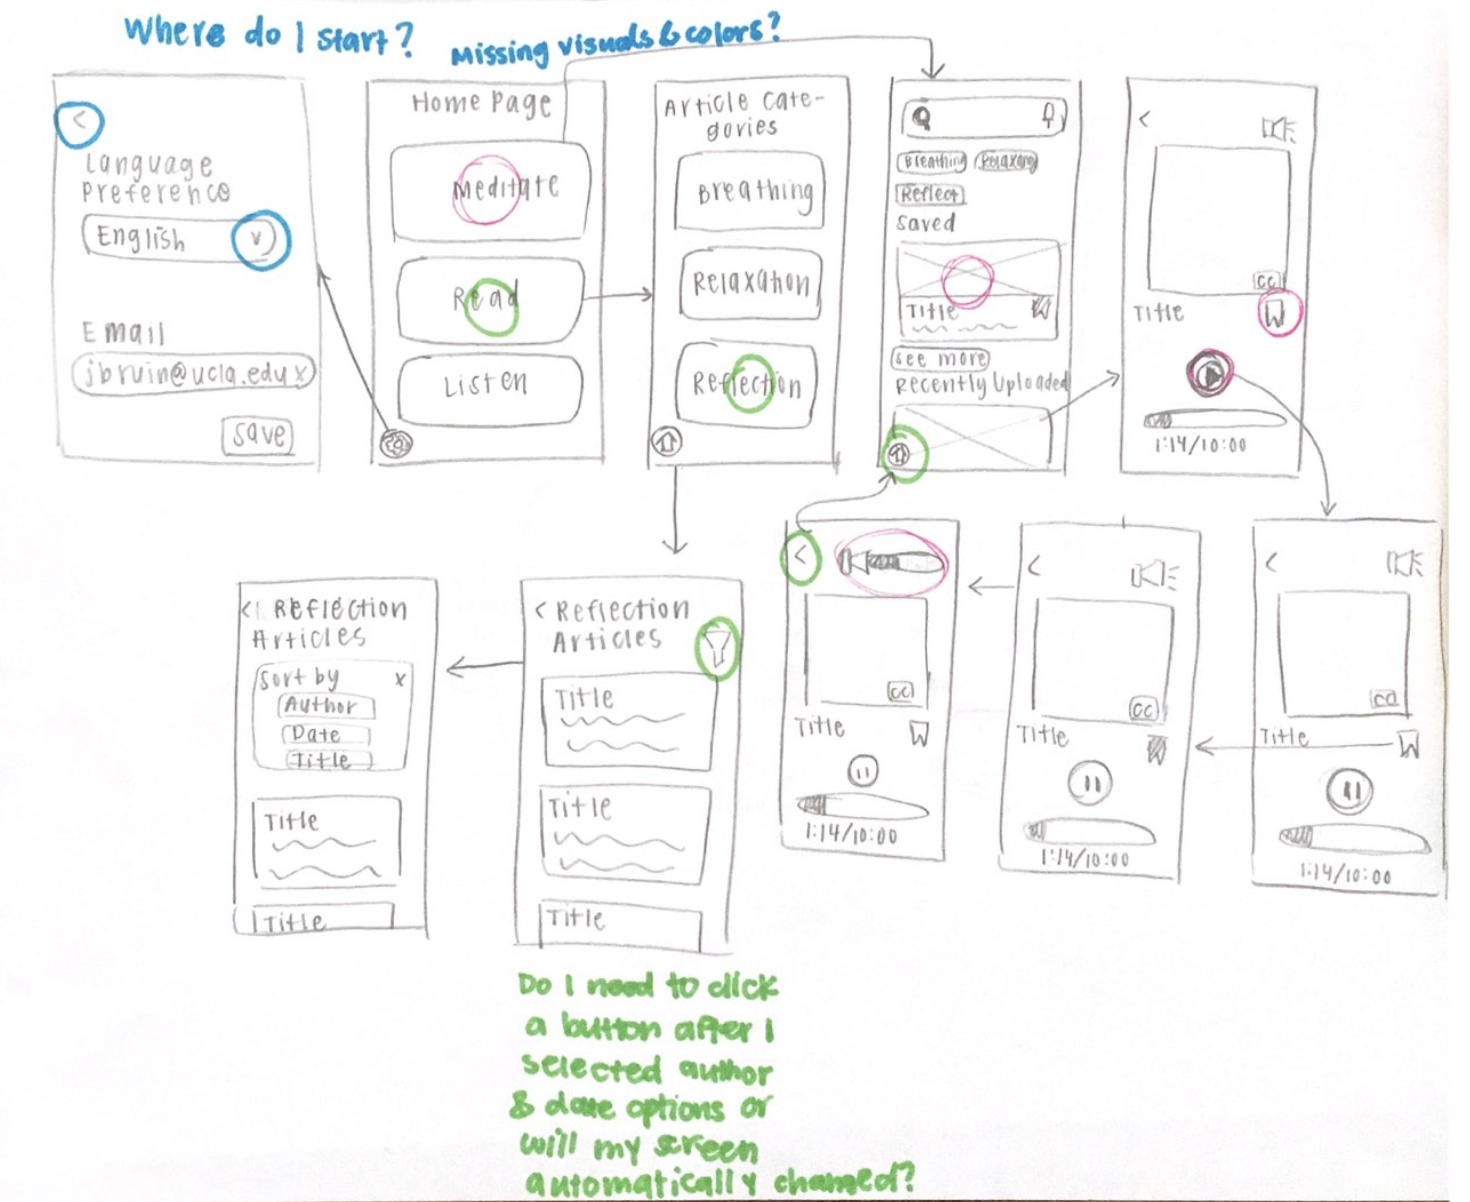 Where do I start?
Missing visuals & colors?
<
Language
Preference
English v
Email
jbruin@ucla.edu x
save
Home Page
Meditate
Read
Listen
Article Cate-
gories
Breathing
Relaxation
Reflection
Breathing Relaxing
Reflect
Saved
Title
see more
Recently Uploaded
<
CC
Title
1:14/10:00
< Reflection
Articles
Sort by x
Author
Date
Title
Title
Title
< Reflection
Articles
Title
Title
Title
<
CC
Title
1:14/10:00
<
CC
Title
1:14/10:00
<
CC
Title
1:14/10:00
Do I need to click
a button after I
selected author
& date options or
will my screen
automatically changed?